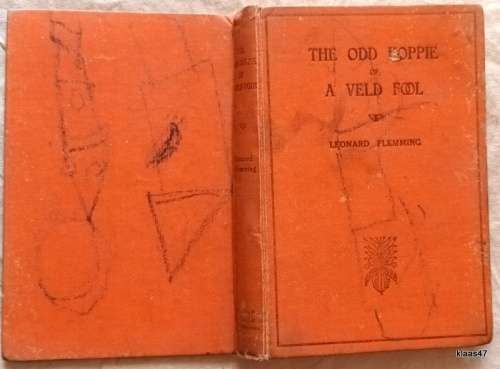 THE ODD KOPPIE
OF
A VELD FOOL
LEONARD FLEMMING
Leonard
Flemming
klaas47